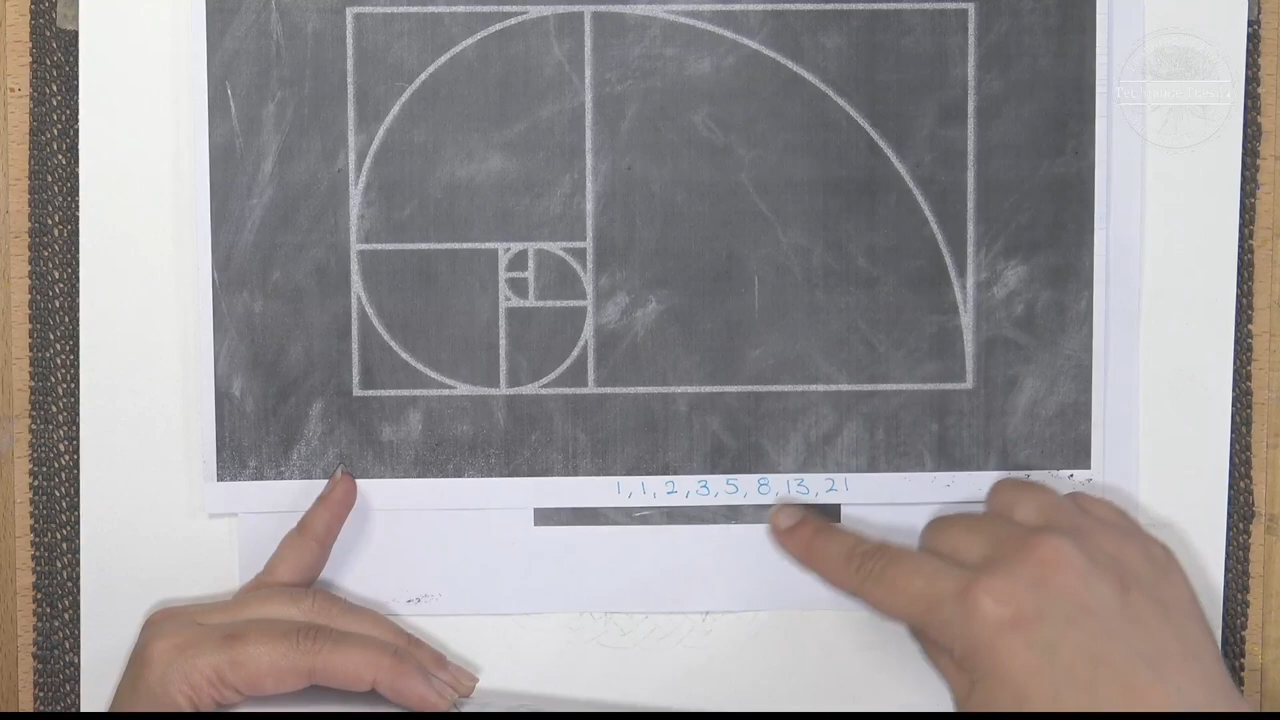 1, 1, 2, 3, 5, 8, 13, 21